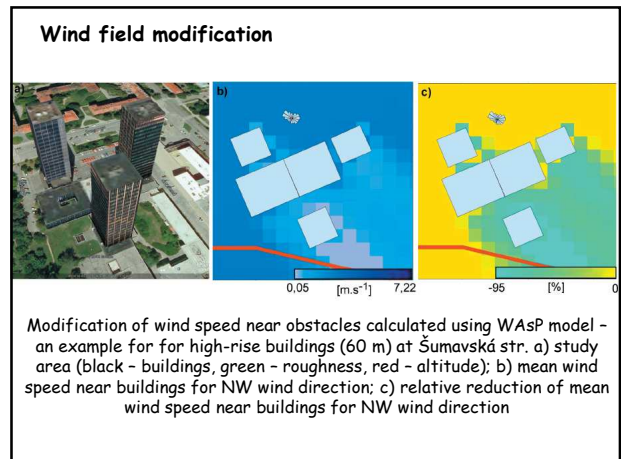 Wind field modification
a)
b)
c)
0,05 [m.s⁻¹] 7,22
-95 [%] 0
Modification of wind speed near obstacles calculated using WAsP model –
an example for for high-rise buildings (60 m) at Šumavská str. a) study
area (black – buildings, green – roughness, red – altitude); b) mean wind
speed near buildings for NW wind direction; c) relative reduction of mean
wind speed near buildings for NW wind direction